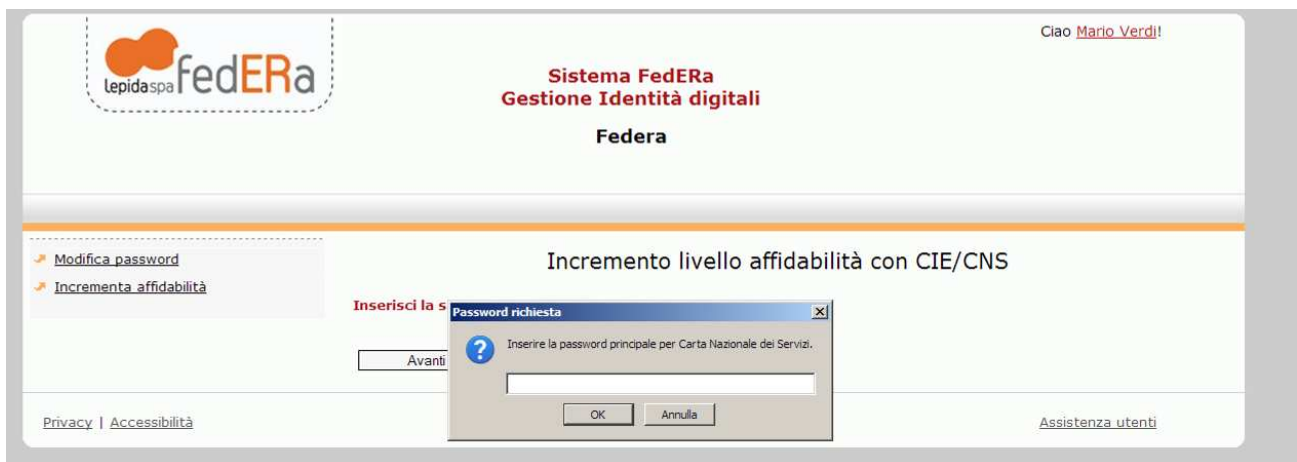 Ciao Mario Verdi!
lepidaspa fedERa
Sistema FedERa
Gestione Identità digitali
Federa
Modifica password
Incrementa affidabilità
Incremento livello affidabilità con CIE/CNS
Inserisci la s
Avanti
Password richiesta
Inserire la password principale per Carta Nazionale dei Servizi.
OK Annulla
Privacy | Accessibilità
Assistenza utenti